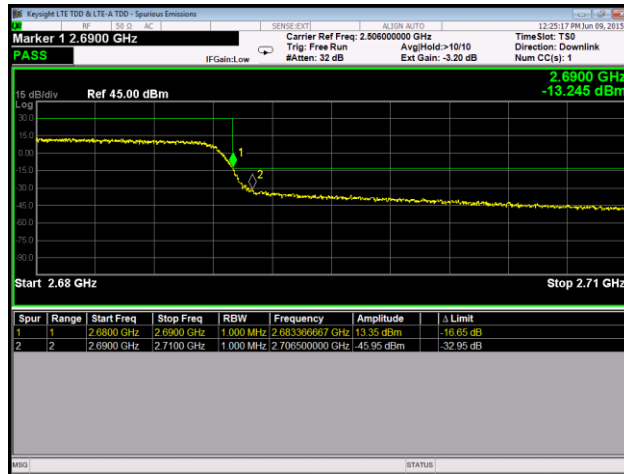 Keysight LTE TDD & LTE-A TDD - Spurious Emissions
RF 50 Ω AC SENSE:EXT ALIGN AUTO 12:25:17 PM Jun 09, 2015
Marker 1 2.6900 GHz Carrier Ref Freq: 2.506000000 GHz TimeSlot: TS0
Trig: Free Run Avg|Hold:>10/10 Direction: Downlink
PASS IFGain:Low #Atten: 32 dB Ext Gain: -3.20 dB Num CC(s): 1
2.6900 GHz
15 dB/div Ref 45.00 dBm -13.245 dBm
Log
30.0
15.0
0.00
1
-15.0
2
-30.0
-45.0
-60.0
-75.0
-90.0
Start 2.68 GHz Stop 2.71 GHz
Spur Range Start Freq Stop Freq RBW Frequency Amplitude Δ Limit
1 1 2.6800 GHz 2.6900 GHz 1.000 MHz 2.683366667 GHz 13.35 dBm -16.65 dB
2 2 2.6900 GHz 2.7100 GHz 1.000 MHz 2.706500000 GHz -45.95 dBm -32.95 dB
MSG STATUS